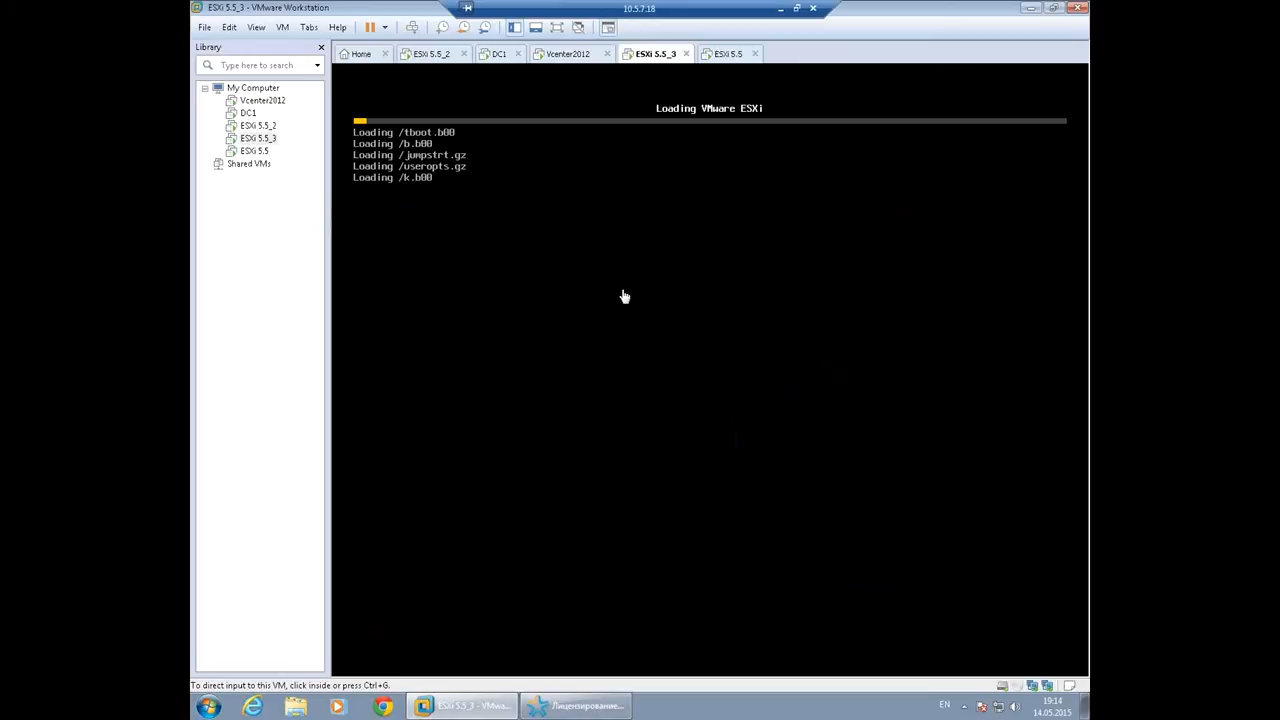 ESXi 5.5_3 - VMware Workstation
10.5.7.18
File Edit View VM Tabs Help
Library
Type here to search
My Computer
Vcenter2012
DC1
ESXi 5.5_2
ESXi 5.5_3
ESXi 5.5
Shared VMs
Home ESXi 5.5_2 DC1 Vcenter2012 ESXi 5.5_3 ESXi 5.5
Loading VMware ESXi
Loading /tboot.b00
Loading /b.b00
Loading /jumpstrt.gz
Loading /useropts.gz
Loading /k.b00
To direct input to this VM, click inside or press Ctrl+G.
ESXi 5.5_3 - VMwa...
Лицензирование...
EN
19:14
14.05.2015